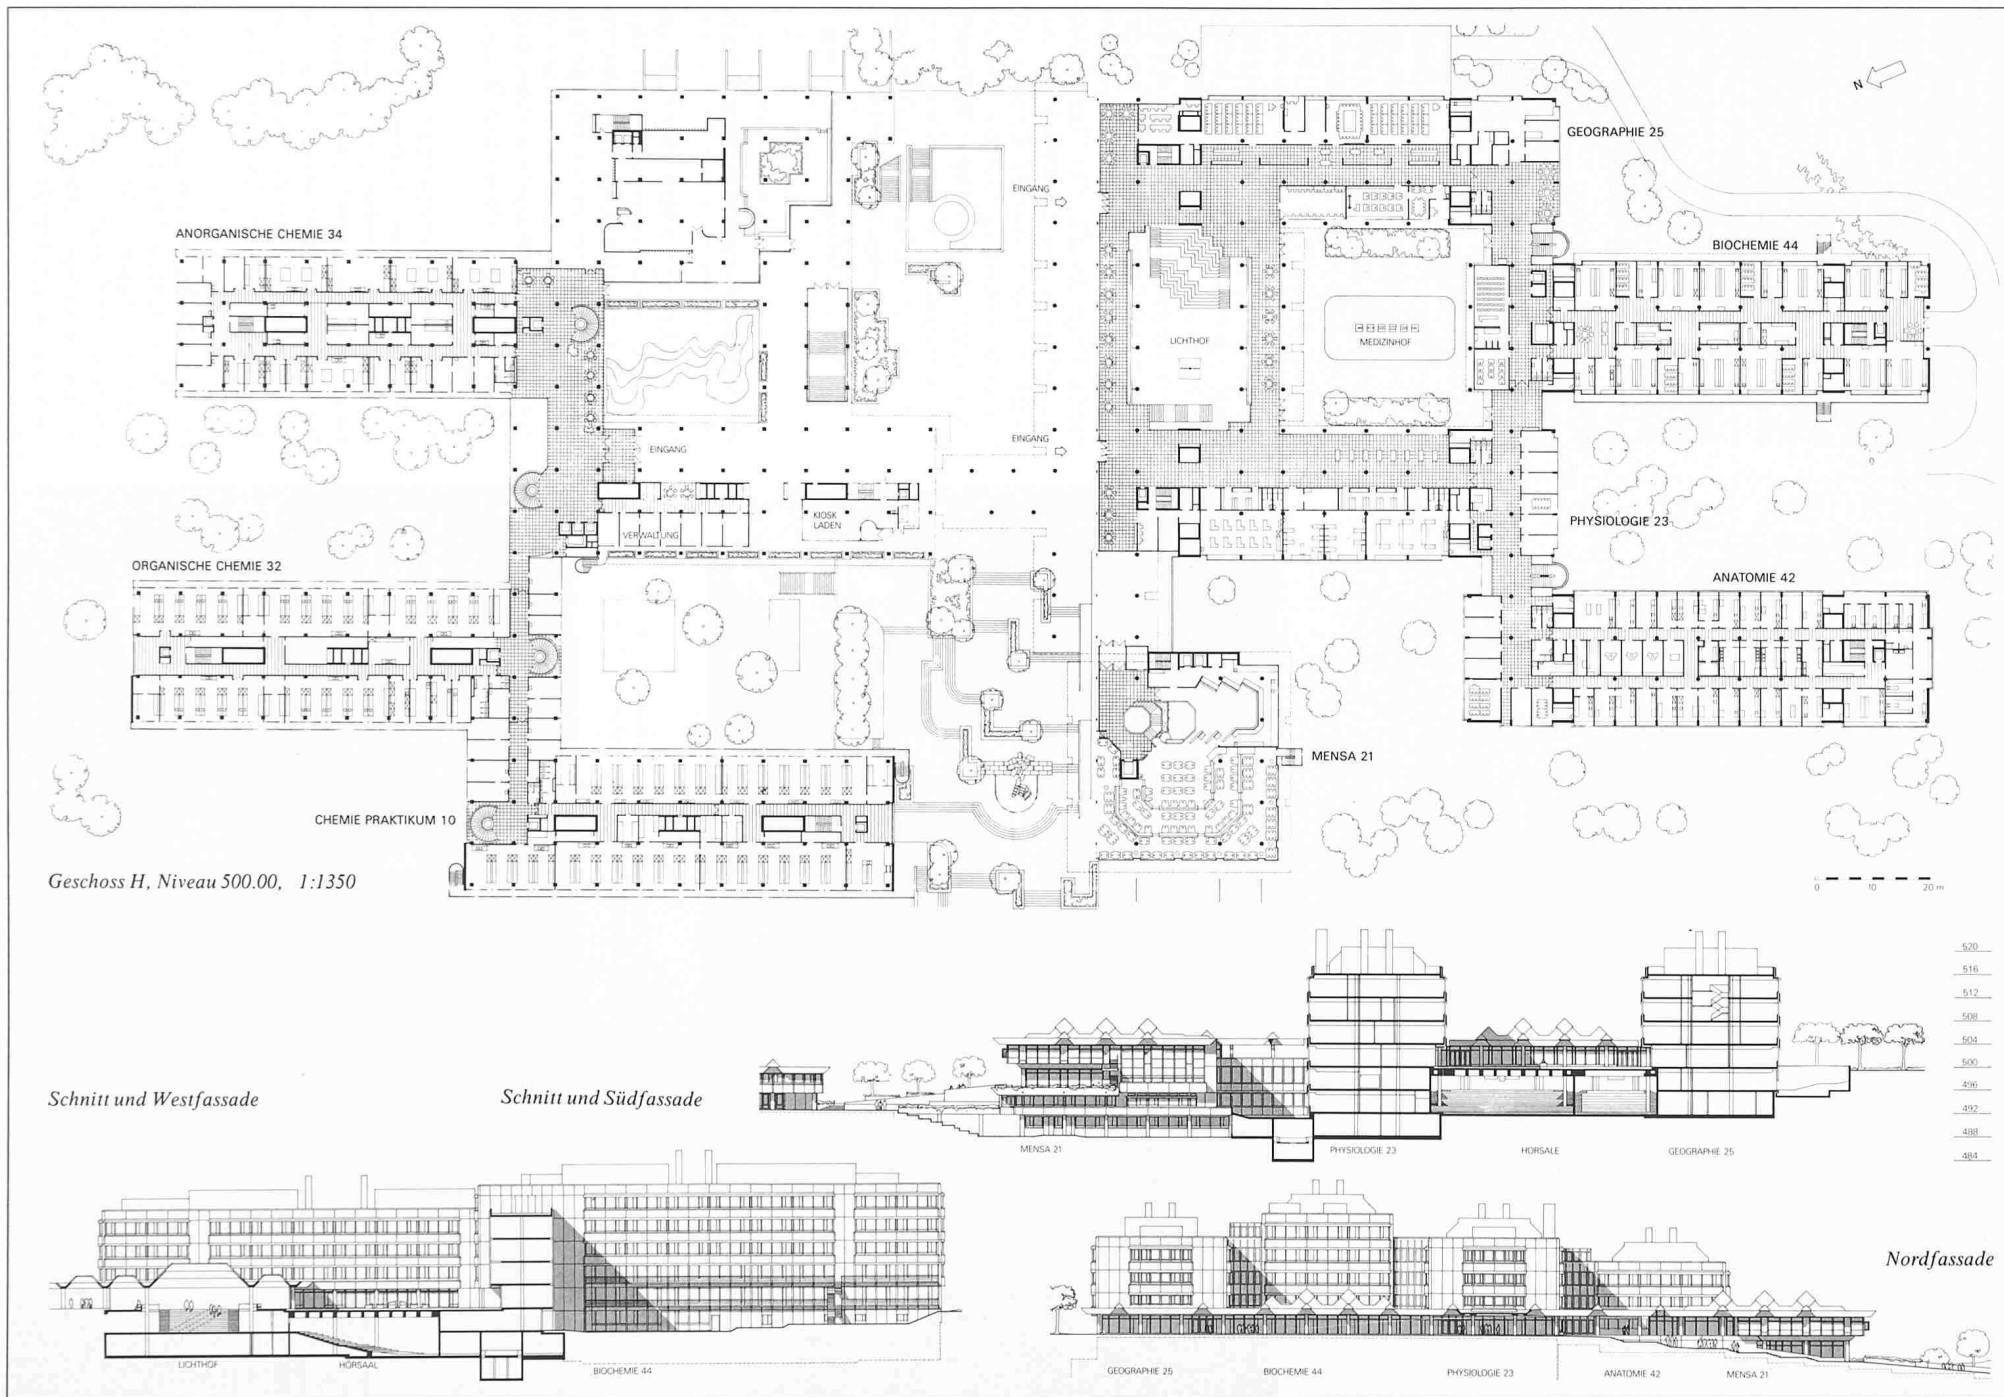 N
GEOGRAPHIE 25
EINGANG
ANORGANISCHE CHEMIE 34
BIOCHEMIE 44
LICHTHOF
MEDIZINHOF
EINGANG
EINGANG
KIOSK
LADEN
VERWALTUNG
PHYSIOLOGIE 23
ORGANISCHE CHEMIE 32
ANATOMIE 42
MENSA 21
CHEMIE PRAKTIKUM 10
Geschoss H, Niveau 500.00, 1:1350
0 10 20 m
520
516
512
508
504
500
496
492
488
484
Schnitt und Westfassade
Schnitt und Südfassade
MENSA 21 PHYSIOLOGIE 23 HÖRSALE GEOGRAPHIE 25
Nordfassade
LICHTHOF HÖRSAAL BIOCHEMIE 44
GEOGRAPHIE 25 BIOCHEMIE 44 PHYSIOLOGIE 23 ANATOMIE 42 MENSA 21